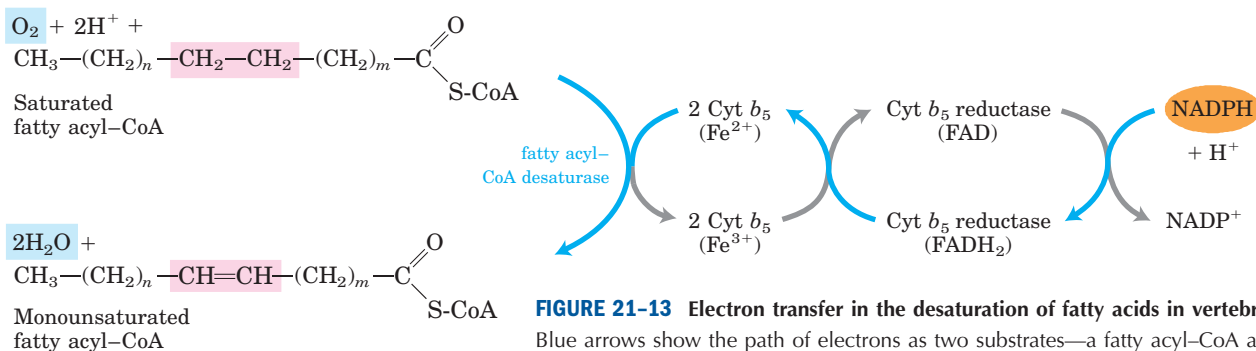 O₂ + 2H⁺ +
CH₃—(CH₂)ₙ—CH₂—CH₂—(CH₂)ₘ—C
O
S-CoA
Saturated
fatty acyl–CoA
fatty acyl–
CoA desaturase
2 Cyt b₅
(Fe²⁺)
2 Cyt b₅
(Fe³⁺)
Cyt b₅ reductase
(FAD)
Cyt b₅ reductase
(FADH₂)
NADPH
+ H⁺
NADP⁺
2H₂O +
CH₃—(CH₂)ₙ—CH=CH—(CH₂)ₘ—C
O
S-CoA
Monounsaturated
fatty acyl–CoA
FIGURE 21–13 Electron transfer in the desaturation of fatty acids in
Blue arrows show the path of electrons as two substrates—a fatty acyl–CoA